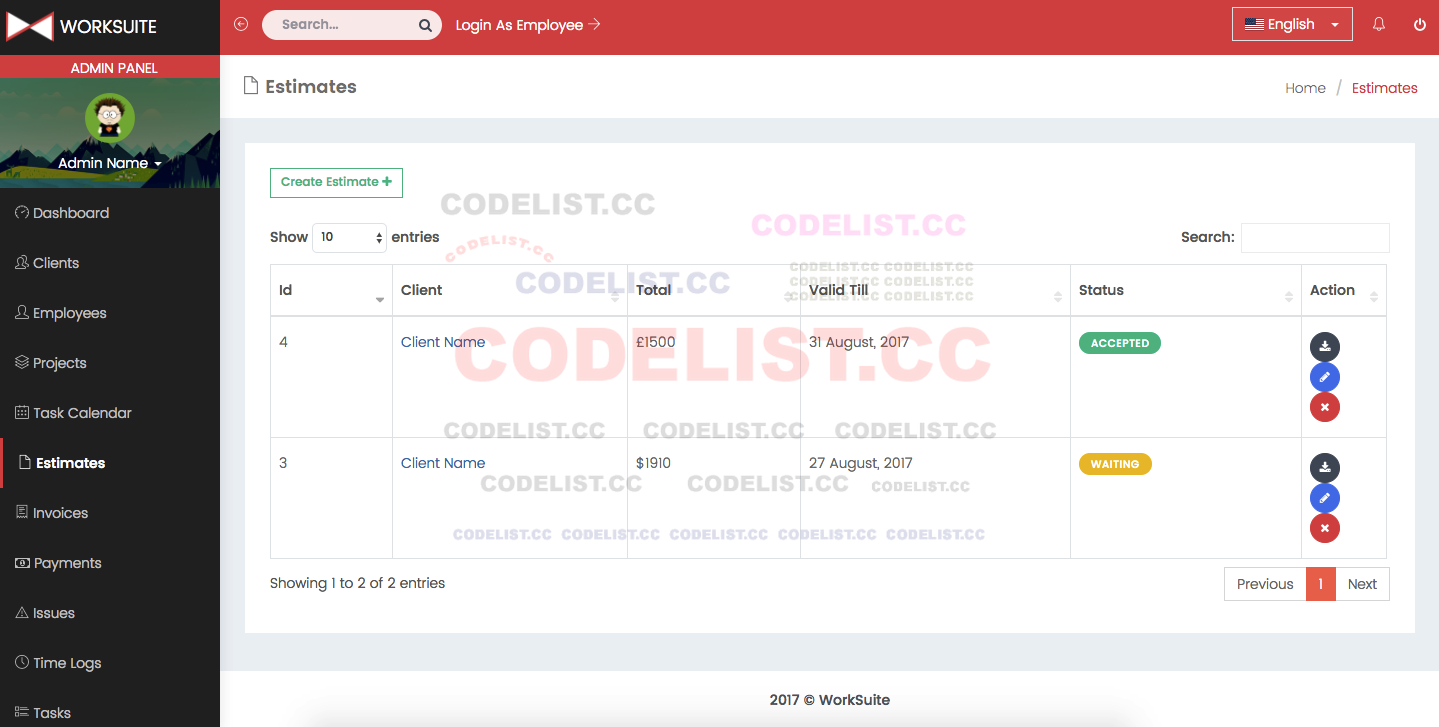 WORKSUITE
Search...
Login As Employee
English
ADMIN PANEL
Admin Name
Dashboard
Clients
Employees
Projects
Task Calendar
Estimates
Invoices
Payments
Issues
Time Logs
Tasks
Estimates
Home / Estimates
Create Estimate +
CODELIST.CC
CODELIST.CC
Show 10 entries
Search:
CODELIST.CC
CODELIST.CC
CODELIST.CC CODELIST.CC
CODELIST.CC CODELIST.CC
CODELIST.CC CODELIST.CC
Id Client Total Valid Till Status Action
4 Client Name £1500 31 August, 2017 ACCEPTED
CODELIST.CC
CODELIST.CC CODELIST.CC CODELIST.CC
3 Client Name $1910 27 August, 2017 WAITING
CODELIST.CC CODELIST.CC CODELIST.CC
CODELIST.CC CODELIST.CC CODELIST.CC CODELIST.CC CODELIST.CC
Showing 1 to 2 of 2 entries
Previous 1 Next
2017 © WorkSuite